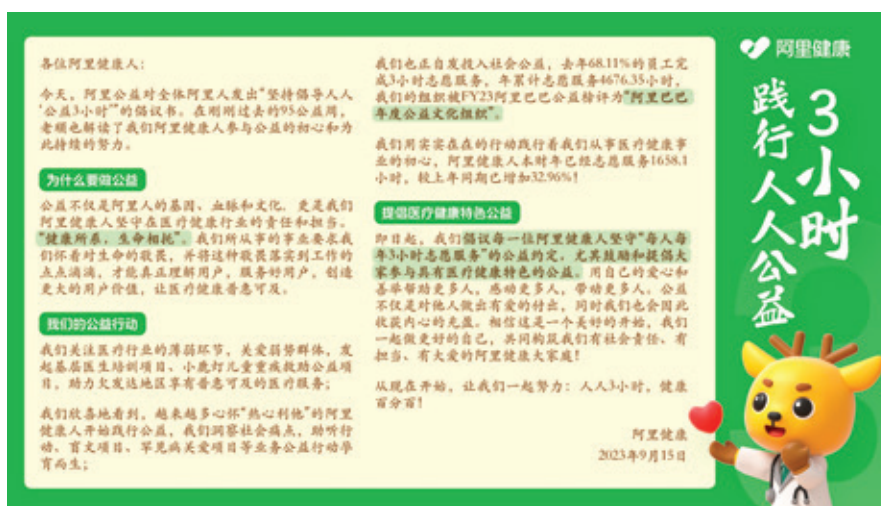 各位阿里健康人：
今天，阿里公益对全体阿里人发出“坚持倡导人人
‘公益3小时’”的倡议书。在刚刚过去的95公益周，
老顺也解读了我们阿里健康人参与公益的初心和为
此持续的努力。
为什么要做公益
公益不仅是阿里人的基因、血脉和文化，更是我们
阿里健康人坚守在医疗健康行业的责任和担当。
“健康所系，生命相托”，我们所从事的事业要求我
们怀着对生命的敬畏，并将这种敬畏落实到工作的
点点滴滴，才能真正理解用户，服务好用户，创造
更大的用户价值，让医疗健康普惠可及。
我们的公益行动
我们关注医疗行业的薄弱环节，关爱弱势群体，发
起基层医生培训项目、小鹿灯儿童重疾救助公益项
目，助力欠发达地区享有普惠可及的医疗服务；
我们欣喜地看到，越来越多心怀“热心利他”的阿里
健康人开始践行公益，我们洞察社会痛点，助听行
动、盲文项目、罕见病关爱项目等业务公益行动孕
育而生；
我们也正自发投入社会公益，去年68.11%的员工完
成3小时志愿服务，年累计志愿服务4676.35小时，
我们的组织被FY23阿里巴巴公益榜评为“阿里巴巴
年度公益文化组织”。
我们用实实在在的行动践行着我们从事医疗健康事
业的初心，阿里健康人本财年已经志愿服务1658.1
小时，较上年同期已增加32.96%！
提倡医疗健康特色公益
即日起，我们倡议每一位阿里健康人坚守“每人每
年3小时志愿服务”的公益约定，尤其鼓励和提倡大
家参与具有医疗健康特色的公益。用自己的爱心和
善举帮助更多人，感动更多人，带动更多人。公益
不仅是对他人做出有爱的付出，同时我们也会因此
收获内心的充盈。相信这是一个美好的开始，我们
一起做更好的自己，共同构筑我们有社会责任、有
担当、有大爱的阿里健康大家庭！
从现在开始，让我们一起努力：人人3小时，健康
百分百！
阿里健康
2023年9月15日
阿里健康
3小时
践行人人公益